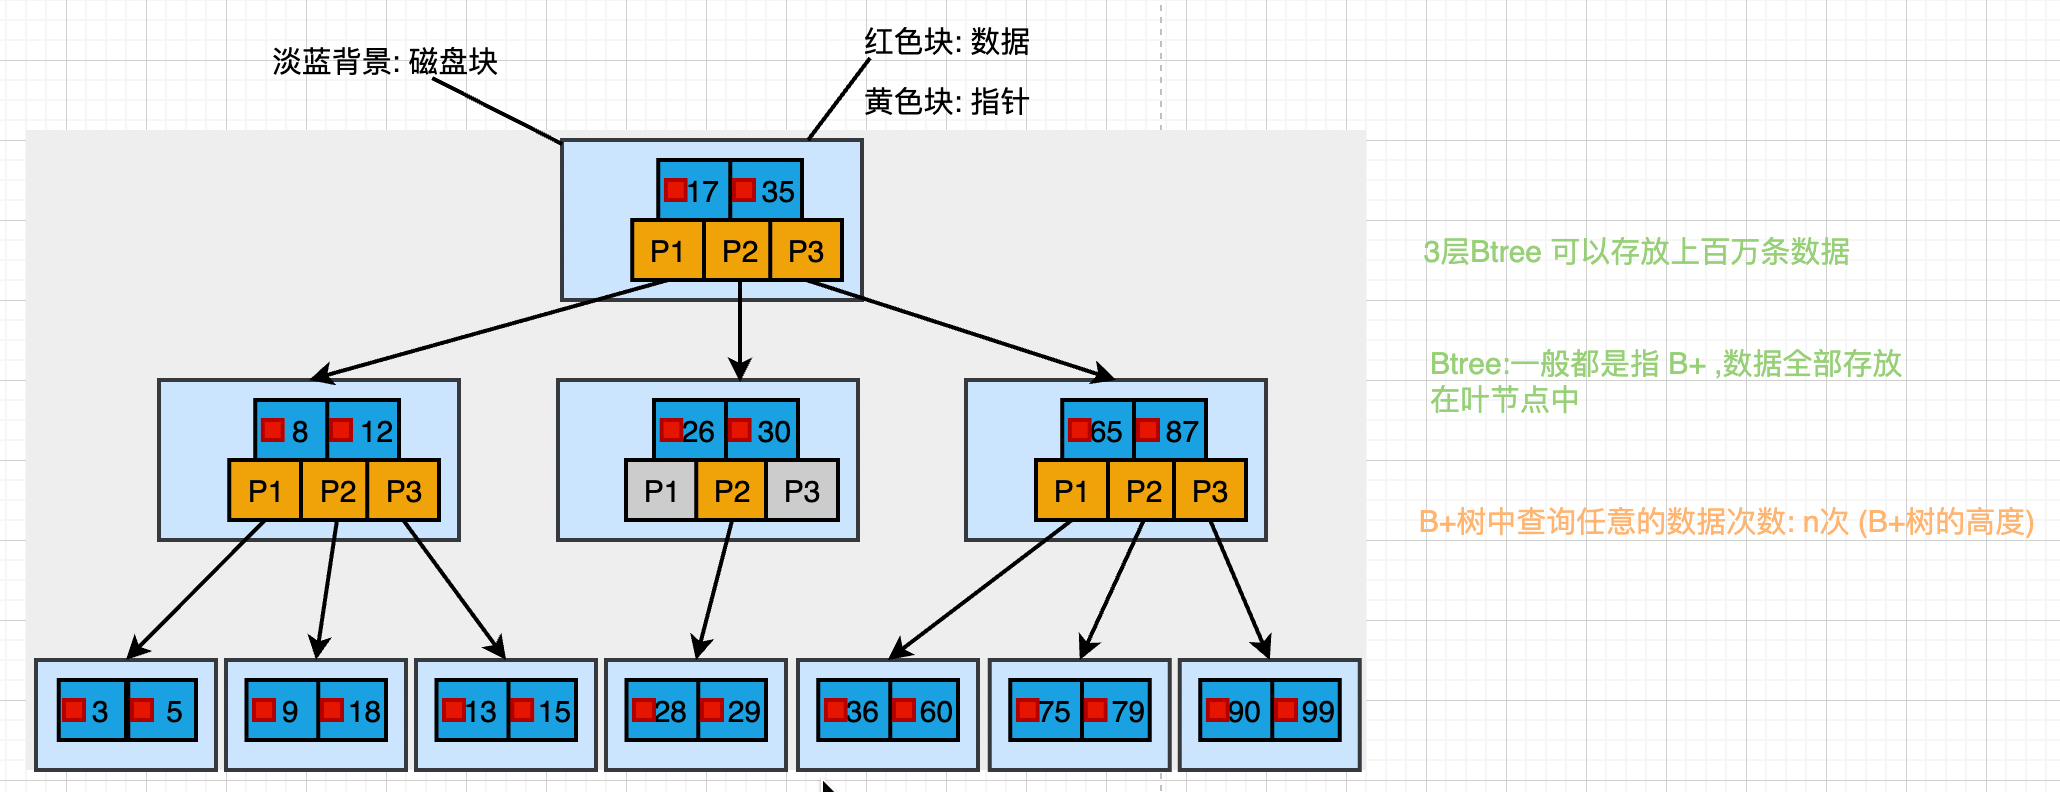 淡蓝背景: 磁盘块
红色块: 数据
黄色块: 指针
17 35
P1 P2 P3
8 12
P1 P2 P3
26 30
P1 P2 P3
65 87
P1 P2 P3
3 5
9 18
13 15
28 29
36 60
75 79
90 99
3层Btree 可以存放上百万条数据
Btree:一般都是指 B+ ,数据全部存放
在叶节点中
B+树中查询任意的数据次数: n次 (B+树的高度)